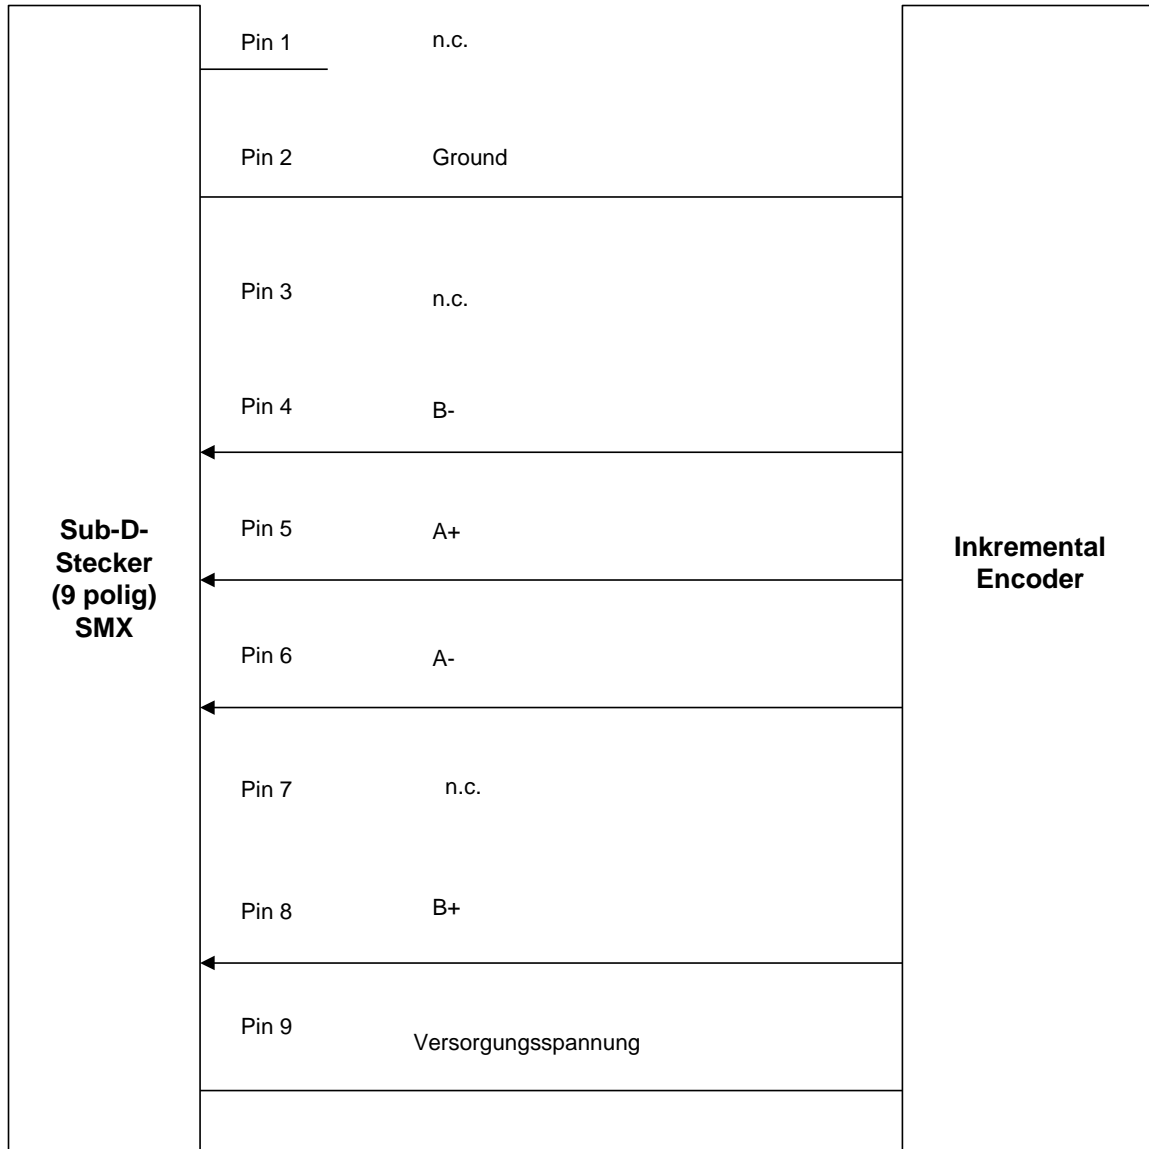 Pin 1 n.c.
Pin 2 Ground
Pin 3 n.c.
Pin 4 B-
Pin 5 A+
Pin 6 A-
Pin 7 n.c.
Pin 8 B+
Pin 9 Versorgungsspannung
Sub-D-
Stecker
(9 polig)
SMX
Inkremental
Encoder